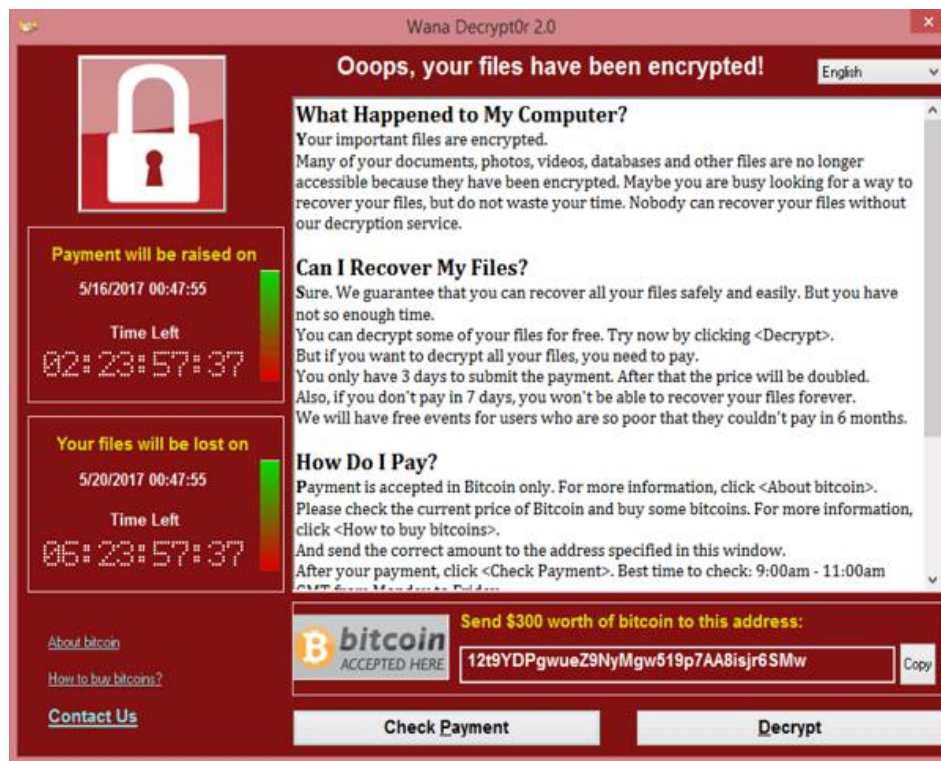 Wana Decrypt0r 2.0
Ooops, your files have been encrypted!
English
Payment will be raised on
5/16/2017 00:47:55
Time Left
02:23:57:37
Your files will be lost on
5/20/2017 00:47:55
Time Left
06:23:57:37
About bitcoin
How to buy bitcoins?
Contact Us
What Happened to My Computer?
Your important files are encrypted.
Many of your documents, photos, videos, databases and other files are no longer
accessible because they have been encrypted. Maybe you are busy looking for a way to
recover your files, but do not waste your time. Nobody can recover your files without
our decryption service.
Can I Recover My Files?
Sure. We guarantee that you can recover all your files safely and easily. But you have
not so enough time.
You can decrypt some of your files for free. Try now by clicking <Decrypt>.
But if you want to decrypt all your files, you need to pay.
You only have 3 days to submit the payment. After that the price will be doubled.
Also, if you don't pay in 7 days, you won't be able to recover your files forever.
We will have free events for users who are so poor that they couldn't pay in 6 months.
How Do I Pay?
Payment is accepted in Bitcoin only. For more information, click <About bitcoin>.
Please check the current price of Bitcoin and buy some bitcoins. For more information,
click <How to buy bitcoins>.
And send the correct amount to the address specified in this window.
After your payment, click <Check Payment>. Best time to check: 9:00am - 11:00am
GMT from Monday to Friday
bitcoin
ACCEPTED HERE
Send $300 worth of bitcoin to this address:
12t9YDPgwueZ9NyMgw519p7AA8isjr6SMw
Copy
Check Payment
Decrypt